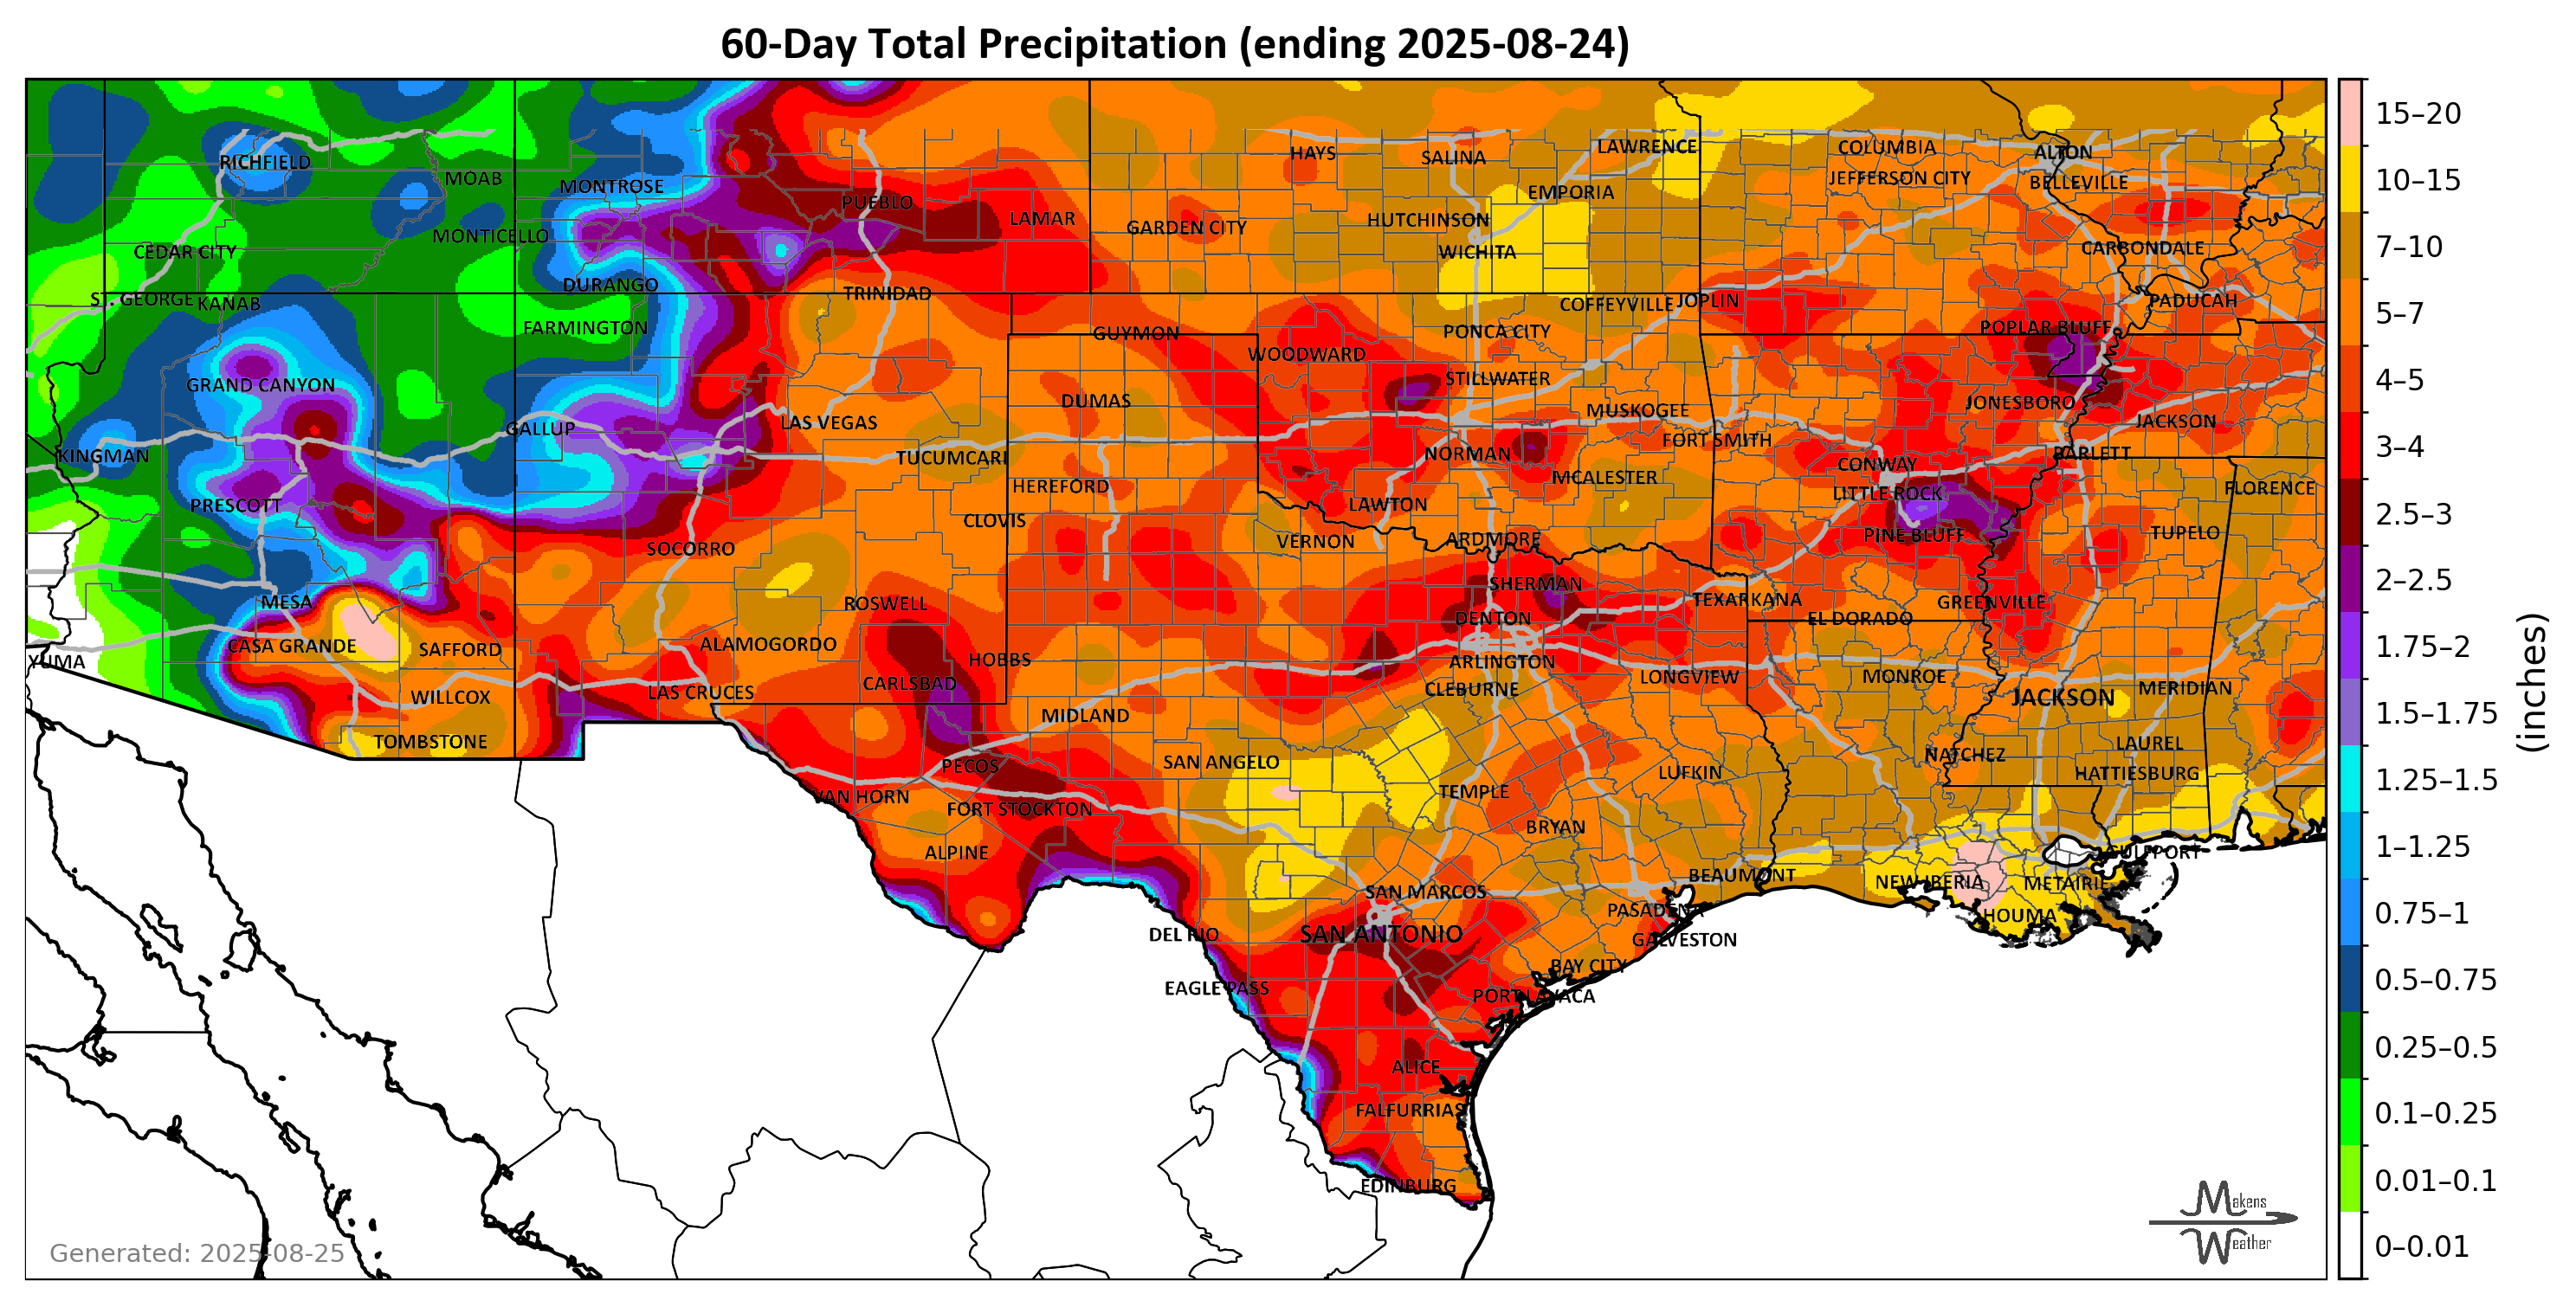 60-Day Total Precipitation (ending 2025-08-24)
RICHFIELD
MOAB
MONTROSE
PUEBLO
LAMAR
HAYS
SALINA
LAWRENCE
COLUMBIA
ALTON
JEFFERSON CITY
BELLEVILLE
EMPORIA
HUTCHINSON
GARDEN CITY
WICHITA
CEDAR CITY
MONTICELLO
CARBONDALE
DURANGO
TRINIDAD
ST. GEORGE
KANAB
COFFEYVILLE
JOPLIN
PADUCAH
FARMINGTON
GUYMON
PONCA CITY
POPLAR BLUFF
WOODWARD
GRAND CANYON
STILLWATER
DUMAS
JONESBORO
MUSKOGEE
LAS VEGAS
JACKSON
GALLUP
FORT SMITH
KINGMAN
TUCUMCARI
NORMAN
BARLETT
CONWAY
MCALESTER
HEREFORD
LITTLE ROCK
FLORENCE
PRESCOTT
LAWTON
CLOVIS
TUPELO
PINE BLUFF
VERNON
ARDMORE
SOCORRO
SHERMAN
MESA
ROSWELL
TEXARKANA
GREENVILLE
DENTON
EL DORADO
CASA GRANDE
SAFFORD
ALAMOGORDO
HOBBS
ARLINGTON
YUMA
CARLSBAD
LAS CRUCES
CLEBURNE
LONGVIEW
MONROE
WILLCOX
JACKSON
MERIDIAN
MIDLAND
TOMBSTONE
LAUREL
NATCHEZ
PECOS
SAN ANGELO
LUFKIN
HATTIESBURG
VAN HORN
FORT STOCKTON
TEMPLE
BRYAN
ALPINE
GULFPORT
BEAUMONT
NEW IBERIA
METAIRIE
SAN MARCOS
PASADENA
HOUMA
DEL RIO
SAN ANTONIO
GALVESTON
BAY CITY
EAGLE PASS
PORT LAVACA
ALICE
FALFURRIAS
EDINBURG
Generated: 2025-08-25
Makens
Weather
15–20
10–15
7–10
5–7
4–5
3–4
2.5–3
2–2.5
1.75–2
1.5–1.75
1.25–1.5
1–1.25
0.75–1
0.5–0.75
0.25–0.5
0.1–0.25
0.01–0.1
0–0.01
(inches)